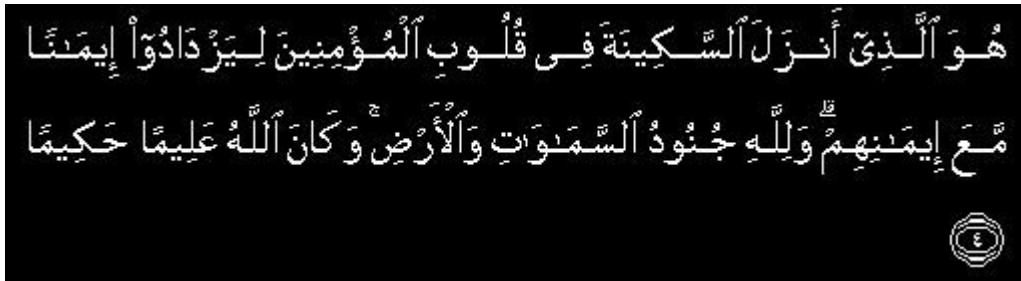 هُوَ ٱلَّذِىٓ أَنزَلَ ٱلسَّكِينَةَ فِى قُلُوبِ ٱلْمُؤْمِنِينَ لِيَزْدَادُوٓا۟ إِيمَـٰنًا
مَّعَ إِيمَـٰنِهِمْ ۗ وَلِلَّهِ جُنُودُ ٱلسَّمَـٰوَٰتِ وَٱلْأَرْضِ ۚ وَكَانَ ٱللَّهُ عَلِيمًا حَكِيمًا
٤